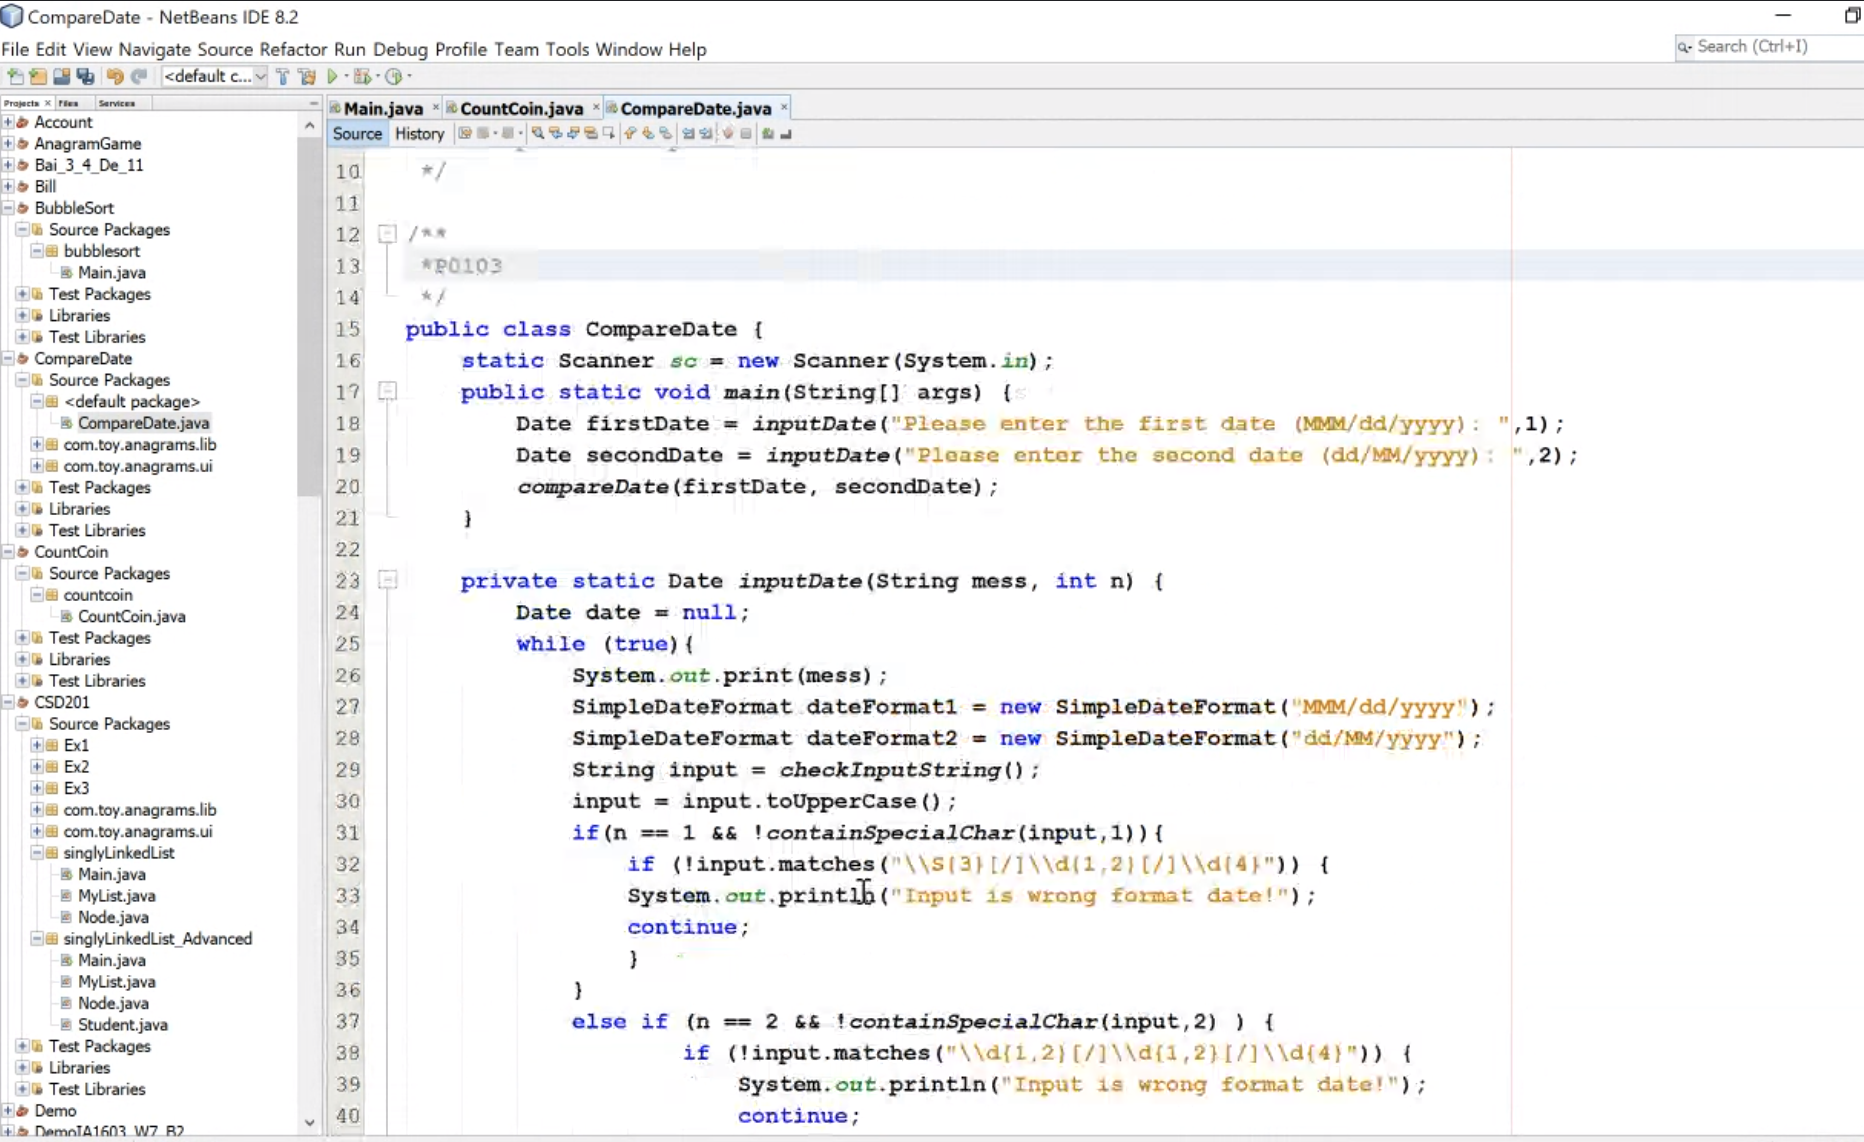 CompareDate - NetBeans IDE 8.2
File Edit View Navigate Source Refactor Run Debug Profile Team Tools Window Help
Search (Ctrl+I)
<default c...
Projects Files Services
Account
AnagramGame
Bai_3_4_De_11
Bill
BubbleSort
Source Packages
bubblesort
Main.java
Test Packages
Libraries
Test Libraries
CompareDate
Source Packages
<default package>
CompareDate.java
com.toy.anagrams.lib
com.toy.anagrams.ui
Test Packages
Libraries
Test Libraries
CountCoin
Source Packages
countcoin
CountCoin.java
Test Packages
Libraries
Test Libraries
CSD201
Source Packages
Ex1
Ex2
Ex3
com.toy.anagrams.lib
com.toy.anagrams.ui
singlyLinkedList
Main.java
MyList.java
Node.java
singlyLinkedList_Advanced
Main.java
MyList.java
Node.java
Student.java
Test Packages
Libraries
Test Libraries
Demo
DemoIA1603_W7_B2
Main.java CountCoin.java CompareDate.java
Source History
10 */
11
12 /**
13 *P0103
14 */
15 public class CompareDate {
16 static Scanner sc = new Scanner(System.in);
17 public static void main(String[] args) {
18 Date firstDate = inputDate("Please enter the first date (MMM/dd/yyyy): ",1);
19 Date secondDate = inputDate("Please enter the second date (dd/MM/yyyy): ",2);
20 compareDate(firstDate, secondDate);
21 }
22
23 private static Date inputDate(String mess, int n) {
24 Date date = null;
25 while (true){
26 System.out.print(mess);
27 SimpleDateFormat dateFormat1 = new SimpleDateFormat("MMM/dd/yyyy");
28 SimpleDateFormat dateFormat2 = new SimpleDateFormat("dd/MM/yyyy");
29 String input = checkInputString();
30 input = input.toUpperCase();
31 if(n == 1 && !containSpecialChar(input,1)){
32 if (!input.matches("\\S{3}[/]\\d{1,2}[/]\\d{4}")) {
33 System.out.println("Input is wrong format date!");
34 continue;
35 }
36 }
37 else if (n == 2 && !containSpecialChar(input,2) ) {
38 if (!input.matches("\\d{1,2}[/]\\d{1,2}[/]\\d{4}")) {
39 System.out.println("Input is wrong format date!");
40 continue;